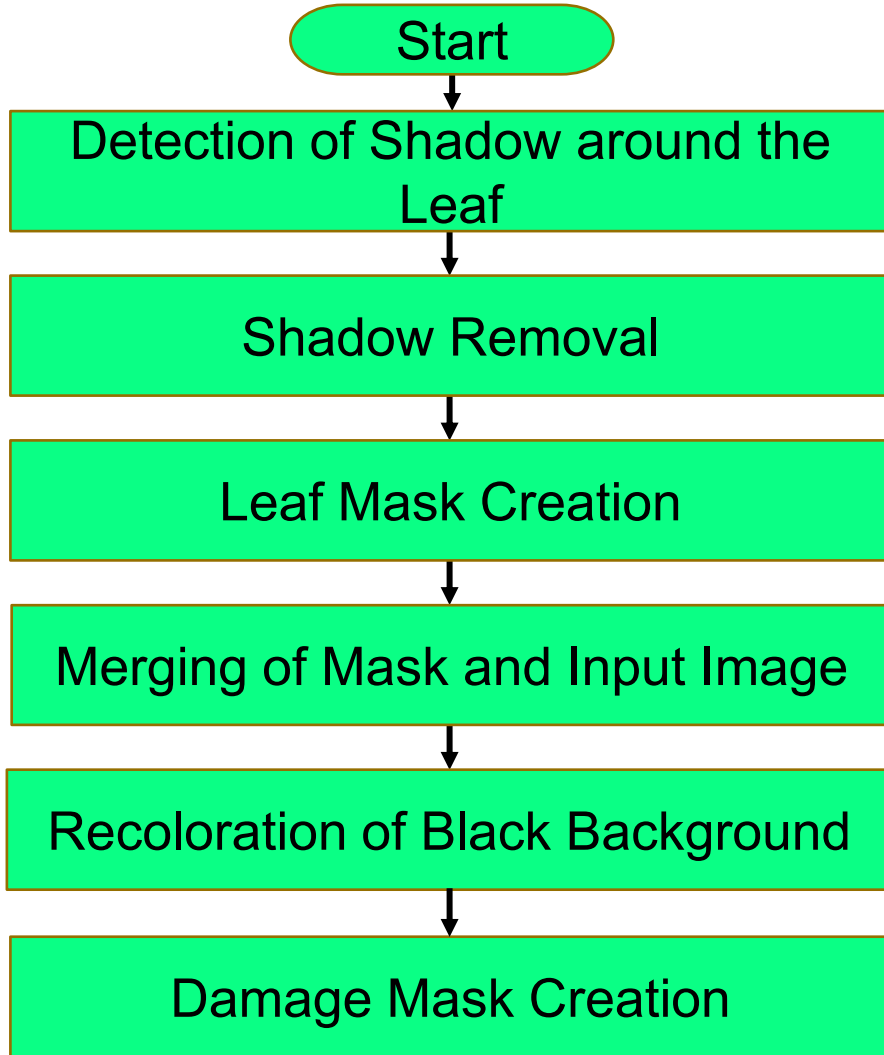 Start
Detection of Shadow around the
Leaf
Shadow Removal
Leaf Mask Creation
Merging of Mask and Input Image
Recoloration of Black Background
Damage Mask Creation